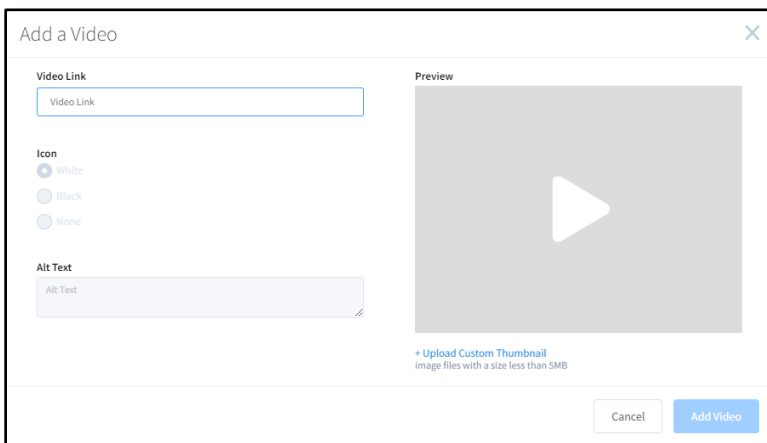 Add a Video
Video Link
Video Link
Icon
White
Black
None
Alt Text
Alt Text
Preview
+ Upload Custom Thumbnail
image files with a size less than 5MB
Cancel
Add Video